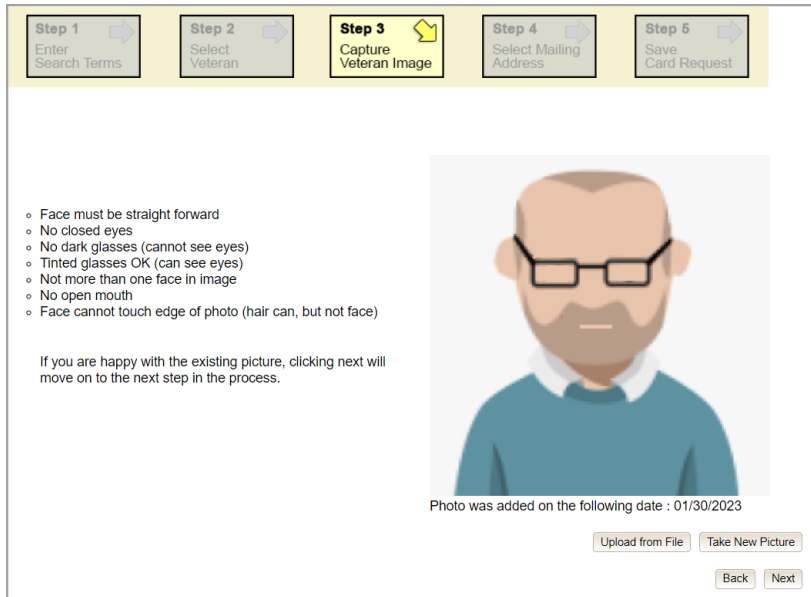 Step 1
Enter
Search Terms
Step 2
Select
Veteran
Step 3
Capture
Veteran Image
Step 4
Select Mailing
Address
Step 5
Save
Card Request
Face must be straight forward
No closed eyes
No dark glasses (cannot see eyes)
Tinted glasses OK (can see eyes)
Not more than one face in image
No open mouth
Face cannot touch edge of photo (hair can, but not face)
If you are happy with the existing picture, clicking next will
move on to the next step in the process.
Photo was added on the following date : 01/30/2023
Upload from File
Take New Picture
Back
Next